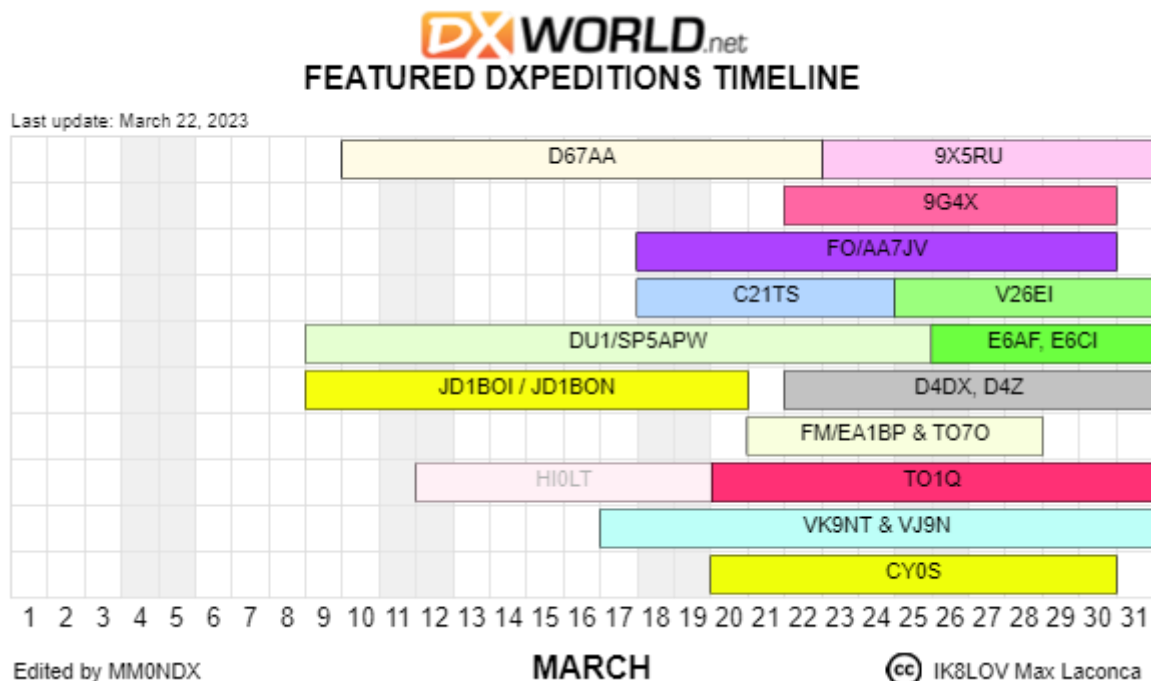 DX WORLD.net
FEATURED DXPEDITIONS TIMELINE
Last update: March 22, 2023
D67AA 9X5RU
9G4X
FO/AA7JV
C21TS V26EI
DU1/SP5APW E6AF, E6CI
JD1BOI / JD1BON D4DX, D4Z
FM/EA1BP & TO7O
HI0LT TO1Q
VK9NT & VJ9N
CY0S
1 2 3 4 5 6 7 8 9 10 11 12 13 14 15 16 17 18 19 20 21 22 23 24 25 26 27 28 29 30 31
Edited by MM0NDX MARCH cc IK8LOV Max Laconca